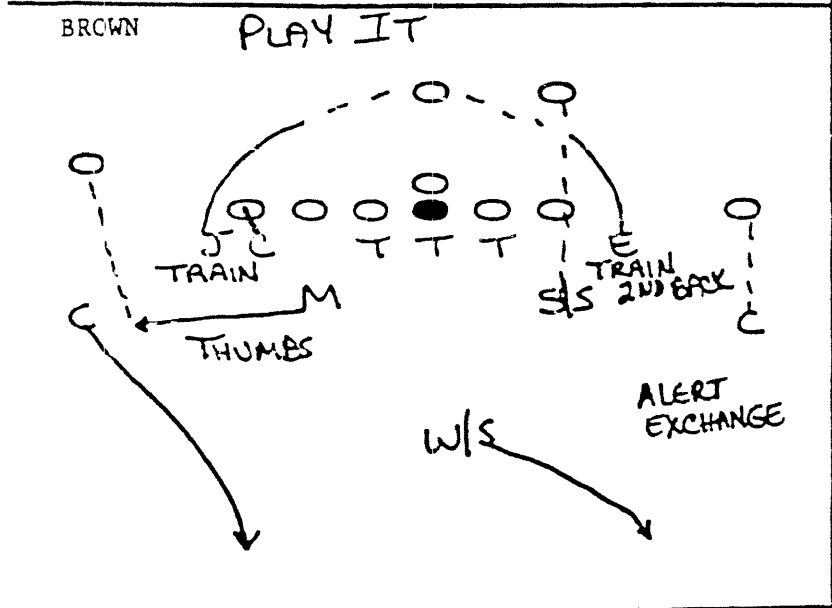 BROWN
PLAY IT
J C T T T E
TRAIN
TRAIN
2ND BACK
C M S/S C
THUMBS
ALERT
EXCHANGE
W/S